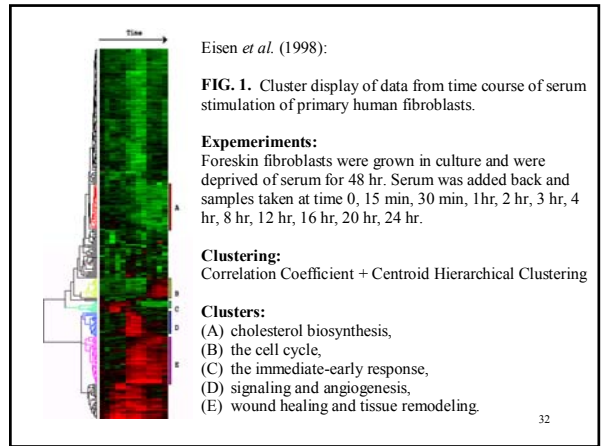 Time
A
B
C
D
E
Eisen et al. (1998):
FIG. 1. Cluster display of data from time course of serum
stimulation of primary human fibroblasts.
Expemeriments:
Foreskin fibroblasts were grown in culture and were
deprived of serum for 48 hr. Serum was added back and
samples taken at time 0, 15 min, 30 min, 1hr, 2 hr, 3 hr, 4
hr, 8 hr, 12 hr, 16 hr, 20 hr, 24 hr.
Clustering:
Correlation Coefficient + Centroid Hierarchical Clustering
Clusters:
(A) cholesterol biosynthesis,
(B) the cell cycle,
(C) the immediate-early response,
(D) signaling and angiogenesis,
(E) wound healing and tissue remodeling.
32